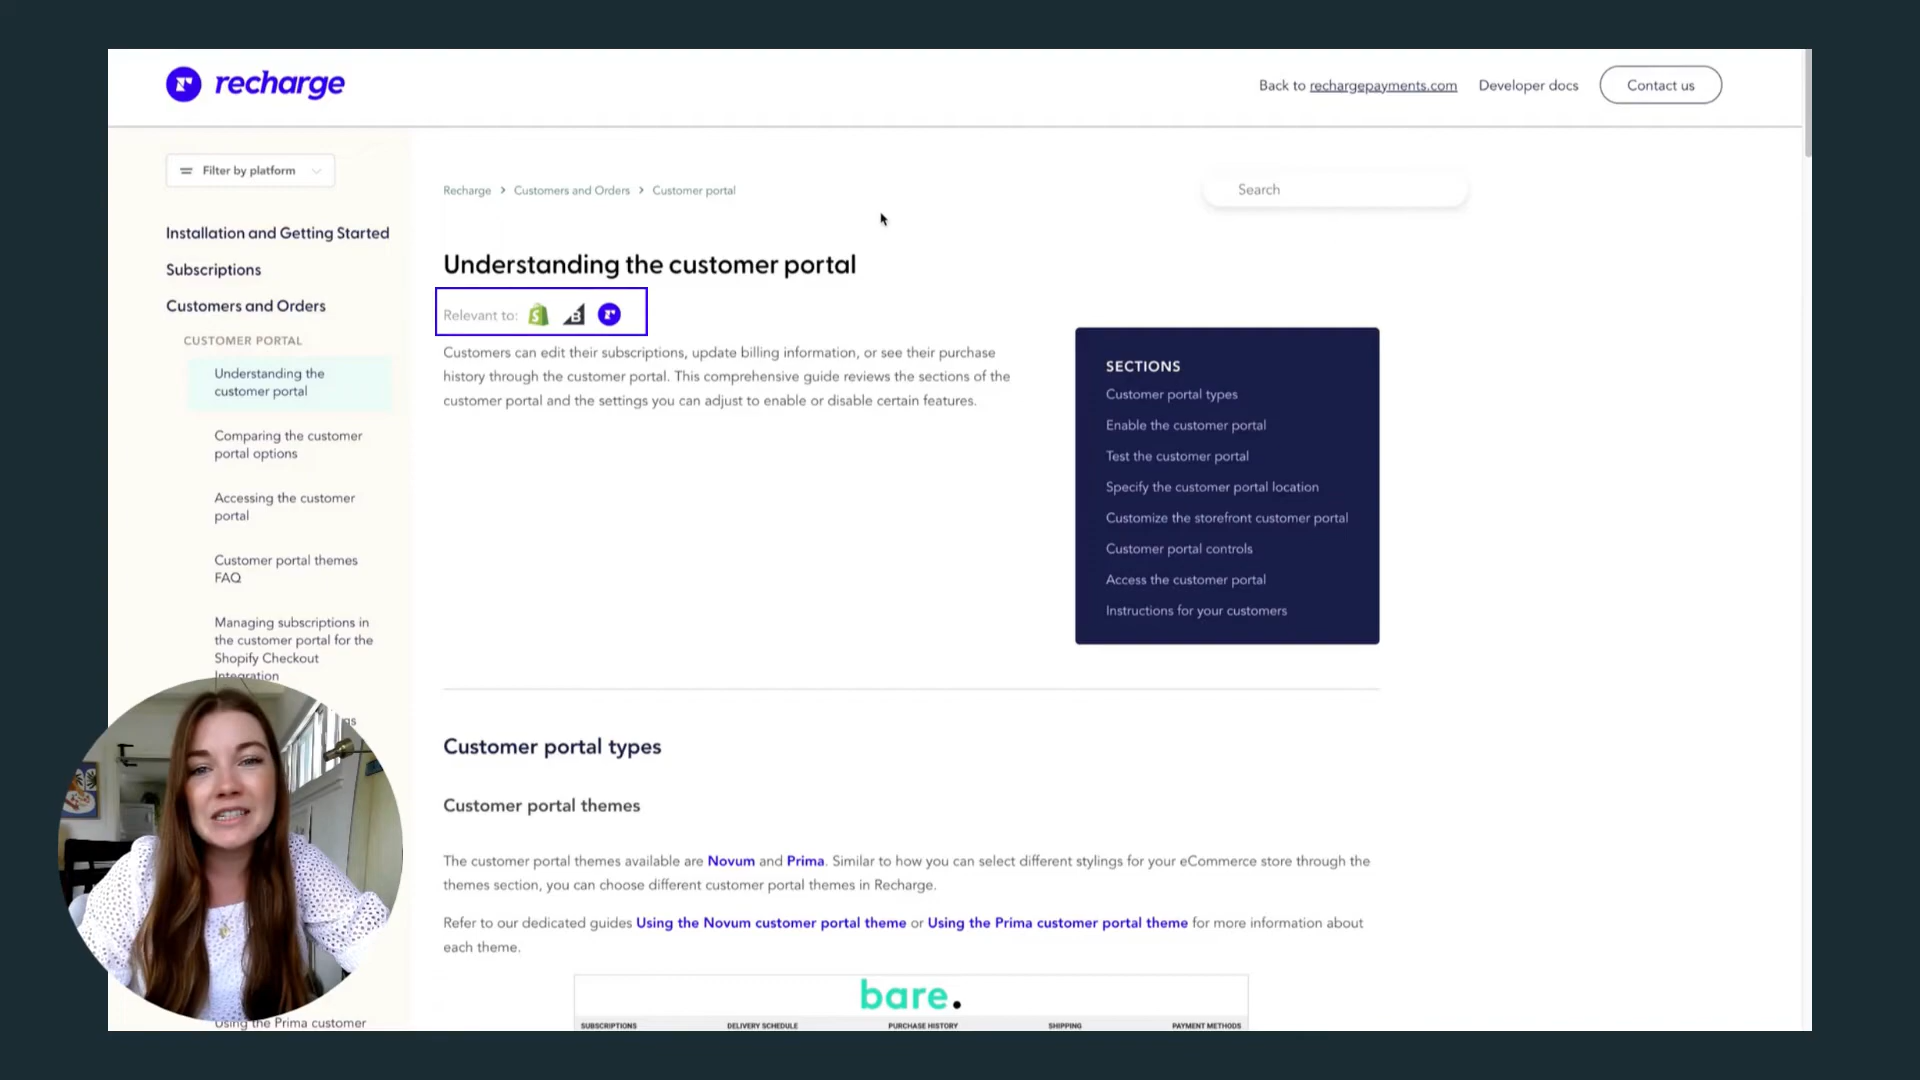 recharge
Back to rechargepayments.com
Developer docs
Contact us
Filter by platform
Installation and Getting Started
Subscriptions
Customers and Orders
CUSTOMER PORTAL
Understanding the
customer portal
Comparing the customer
portal options
Accessing the customer
portal
Customer portal themes
FAQ
Managing subscriptions in
the customer portal for the
Shopify Checkout
Integration
Using the Prima customer
Recharge > Customers and Orders > Customer portal
Search
Understanding the customer portal
Relevant to:
Customers can edit their subscriptions, update billing information, or see their purchase
history through the customer portal. This comprehensive guide reviews the sections of the
customer portal and the settings you can adjust to enable or disable certain features.
SECTIONS
Customer portal types
Enable the customer portal
Test the customer portal
Specify the customer portal location
Customize the storefront customer portal
Customer portal controls
Access the customer portal
Instructions for your customers
Customer portal types
Customer portal themes
The customer portal themes available are Novum and Prima. Similar to how you can select different stylings for your eCommerce store through the
themes section, you can choose different customer portal themes in Recharge.
Refer to our dedicated guides Using the Novum customer portal theme or Using the Prima customer portal theme for more information about
each theme.
bare.
SUBSCRIPTIONS
DELIVERY SCHEDULE
PURCHASE HISTORY
SHIPPING
PAYMENT METHODS